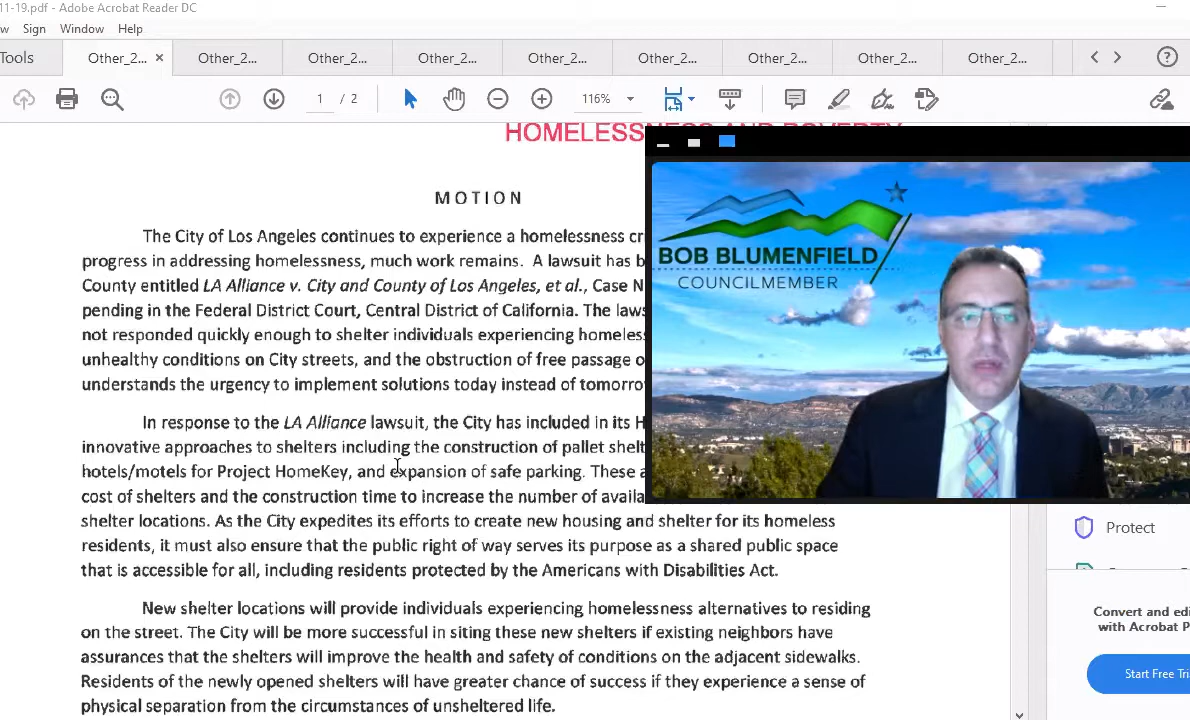 11-19.pdf - Adobe Acrobat Reader DC
w Sign Window Help
Tools Other_2... × Other_2... Other_2... Other_2... Other_2... Other_2... Other_2... Other_2... Other_2...
1 / 2 116%
HOMELESSNESS AND POVERTY
MOTION
The City of Los Angeles continues to experience a homelessness cr
progress in addressing homelessness, much work remains. A lawsuit has b
County entitled LA Alliance v. City and County of Los Angeles, et al., Case N
pending in the Federal District Court, Central District of California. The laws
not responded quickly enough to shelter individuals experiencing homeles
unhealthy conditions on City streets, and the obstruction of free passage o
understands the urgency to implement solutions today instead of tomorro
In response to the LA Alliance lawsuit, the City has included in its H
innovative approaches to shelters including the construction of pallet shelt
hotels/motels for Project HomeKey, and expansion of safe parking. These a
cost of shelters and the construction time to increase the number of availa
shelter locations. As the City expedites its efforts to create new housing and shelter for its homeless
residents, it must also ensure that the public right of way serves its purpose as a shared public space
that is accessible for all, including residents protected by the Americans with Disabilities Act.
New shelter locations will provide individuals experiencing homelessness alternatives to residing
on the street. The City will be more successful in siting these new shelters if existing neighbors have
assurances that the shelters will improve the health and safety of conditions on the adjacent sidewalks.
Residents of the newly opened shelters will have greater chance of success if they experience a sense of
physical separation from the circumstances of unsheltered life.
BOB BLUMENFIELD
COUNCILMEMBER
Protect
Convert and edi
with Acrobat P
Start Free Tri